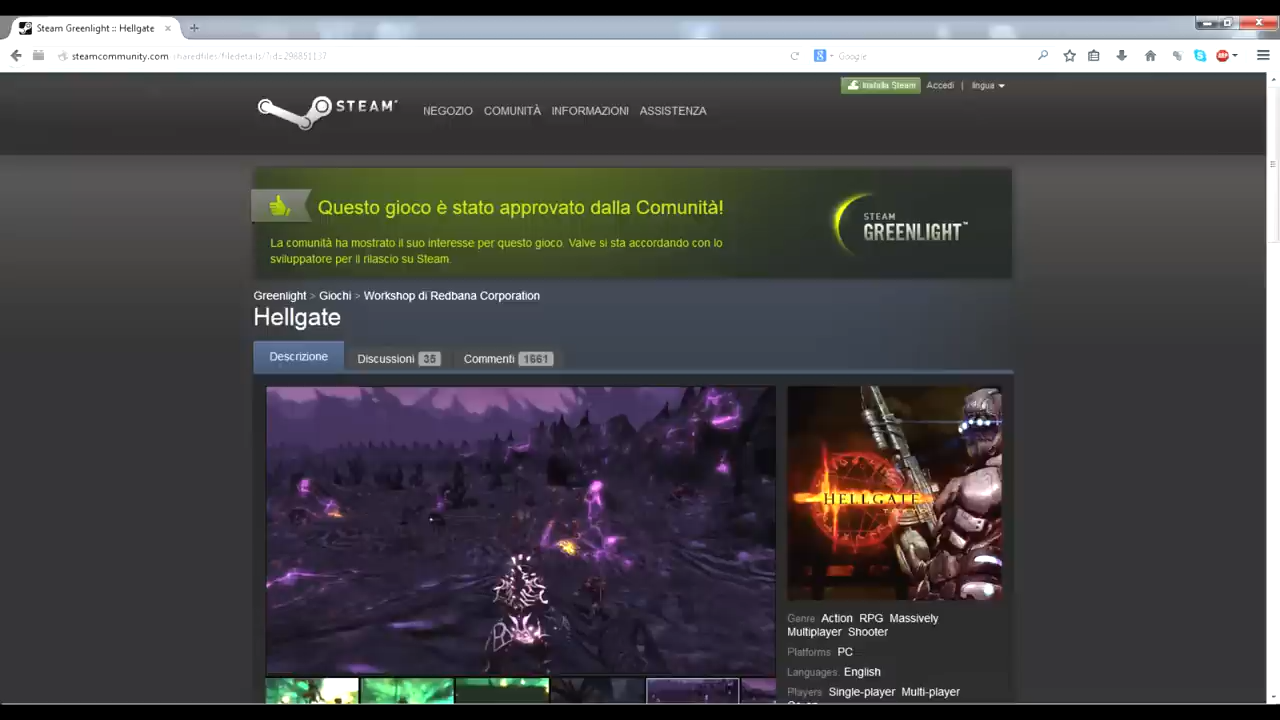 Steam Greenlight :: Hellgate
steamcommunity.com
Google
Installa Steam Accedi | lingua
STEAM NEGOZIO COMUNITÀ INFORMAZIONI ASSISTENZA
Questo gioco è stato approvato dalla Comunità!
La comunità ha mostrato il suo interesse per questo gioco. Valve si sta accordando con lo
sviluppatore per il rilascio su Steam.
STEAM
GREENLIGHT™
Greenlight > Giochi > Workshop di Redbana Corporation
Hellgate
Descrizione Discussioni 35 Commenti 1661
HELLGATE
TOKYO
Genre: Action RPG Massively
Multiplayer Shooter
Platforms: PC
Languages: English
Players: Single-player Multi-player